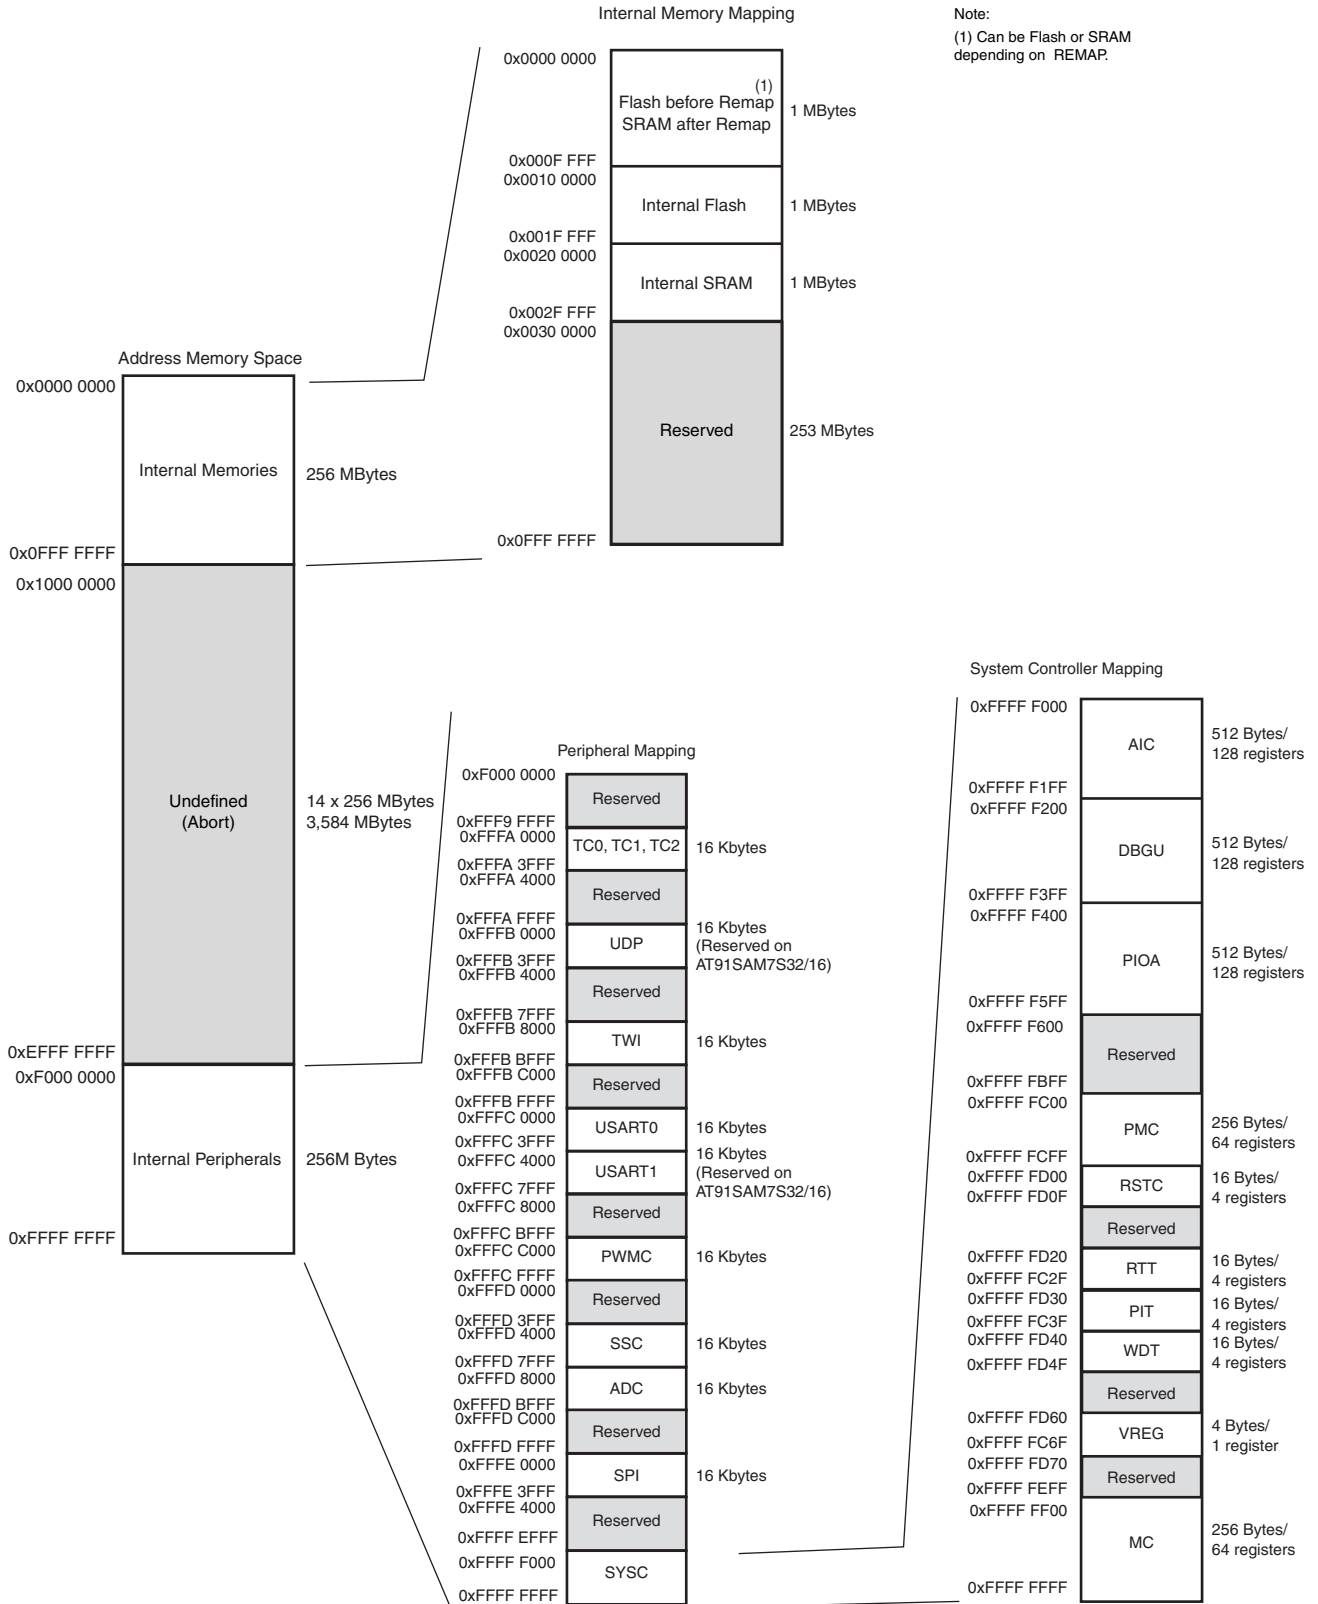 Internal Memory Mapping
Note:
(1) Can be Flash or SRAM
depending on REMAP.
0x0000 0000
(1)
Flash before Remap
SRAM after Remap
1 MBytes
0x000F FFF
0x0010 0000
Internal Flash
1 MBytes
0x001F FFF
0x0020 0000
Internal SRAM
1 MBytes
0x002F FFF
0x0030 0000
Reserved
253 MBytes
0x0FFF FFFF
Address Memory Space
0x0000 0000
Internal Memories
256 MBytes
0x0FFF FFFF
0x1000 0000
Undefined
(Abort)
14 x 256 MBytes
3,584 MBytes
0xEFFF FFFF
0xF000 0000
Internal Peripherals
256M Bytes
0xFFFF FFFF
Peripheral Mapping
0xF000 0000
Reserved
0xFFF9 FFFF
0xFFFA 0000
TC0, TC1, TC2
16 Kbytes
0xFFFA 3FFF
0xFFFA 4000
Reserved
0xFFFA FFFF
0xFFFB 0000
UDP
16 Kbytes
(Reserved on
AT91SAM7S32/16)
0xFFFB 3FFF
0xFFFB 4000
Reserved
0xFFFB 7FFF
0xFFFB 8000
TWI
16 Kbytes
0xFFFB BFFF
0xFFFB C000
Reserved
0xFFFB FFFF
0xFFFC 0000
USART0
16 Kbytes
0xFFFC 3FFF
0xFFFC 4000
USART1
16 Kbytes
(Reserved on
AT91SAM7S32/16)
0xFFFC 7FFF
0xFFFC 8000
Reserved
0xFFFC BFFF
0xFFFC C000
PWMC
16 Kbytes
0xFFFC FFFF
0xFFFD 0000
Reserved
0xFFFD 3FFF
0xFFFD 4000
SSC
16 Kbytes
0xFFFD 7FFF
0xFFFD 8000
ADC
16 Kbytes
0xFFFD BFFF
0xFFFD C000
Reserved
0xFFFD FFFF
0xFFFE 0000
SPI
16 Kbytes
0xFFFE 3FFF
0xFFFE 4000
Reserved
0xFFFF EFFF
0xFFFF F000
SYSC
0xFFFF FFFF
System Controller Mapping
0xFFFF F000
AIC
512 Bytes/
128 registers
0xFFFF F1FF
0xFFFF F200
DBGU
512 Bytes/
128 registers
0xFFFF F3FF
0xFFFF F400
PIOA
512 Bytes/
128 registers
0xFFFF F5FF
0xFFFF F600
Reserved
0xFFFF FBFF
0xFFFF FC00
PMC
256 Bytes/
64 registers
0xFFFF FCFF
0xFFFF FD00
RSTC
16 Bytes/
4 registers
0xFFFF FD0F
Reserved
0xFFFF FD20
RTT
16 Bytes/
4 registers
0xFFFF FC2F
0xFFFF FD30
PIT
16 Bytes/
4 registers
0xFFFF FC3F
0xFFFF FD40
WDT
16 Bytes/
4 registers
0xFFFF FD4F
Reserved
0xFFFF FD60
VREG
4 Bytes/
1 register
0xFFFF FC6F
0xFFFF FD70
Reserved
0xFFFF FEFF
0xFFFF FF00
MC
256 Bytes/
64 registers
0xFFFF FFFF